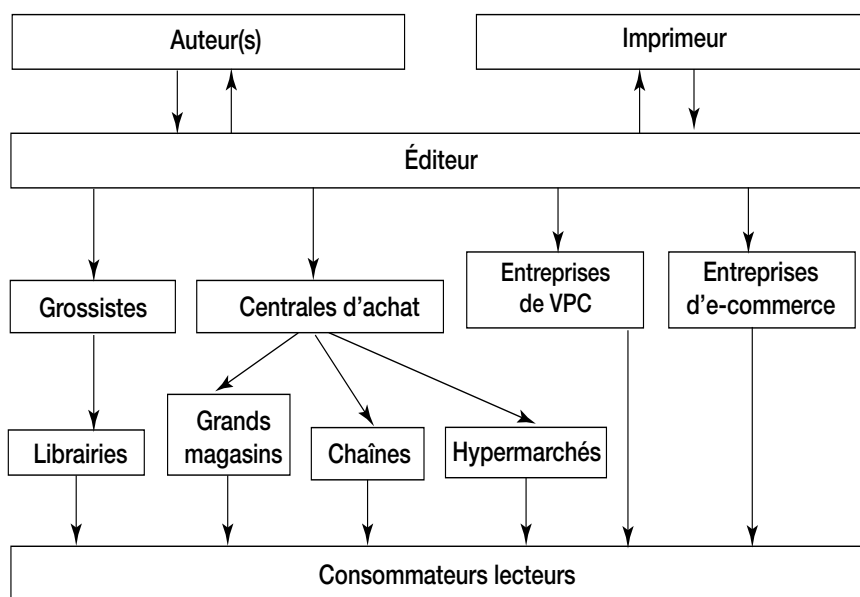 Auteur(s)
Imprimeur
Éditeur
Grossistes
Centrales d'achat
Entreprises
de VPC
Entreprises
d'e-commerce
Librairies
Grands
magasins
Chaînes
Hypermarchés
Consommateurs lecteurs